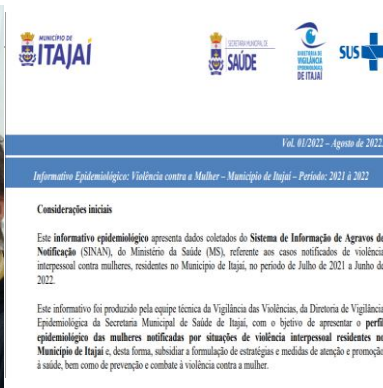 MUNICÍPIO DE
ITAJAÍ
SECRETARIA MUNICIPAL DE
SAÚDE
DIRETORIA DE
VIGILÂNCIA
EPIDEMIOLÓGICA
DE ITAJAÍ
SUS
Vol. 01/2022 – Agosto de 2022.
Informativo Epidemiológico: Violência contra a Mulher – Município de Itajaí – Período: 2021 à 2022
Considerações iniciais
Este informativo epidemiológico apresenta dados coletados do Sistema de Informação de Agravos de
Notificação (SINAN), do Ministério da Saúde (MS), referente aos casos notificados de violência
interpessoal contra mulheres, residentes no Município de Itajaí, no período de Julho de 2021 a Junho de
2022.
Este informativo foi produzido pela equipe técnica da Vigilância das Violências, da Diretoria de Vigilância
Epidemiológica da Secretaria Municipal de Saúde de Itajaí, com o bjetivo de apresentar o perfil
epidemiológico das mulheres notificadas por situações de violência interpessoal residentes no
Município de Itajaí e, desta forma, subsidiar a formulação de estratégias e medidas de atenção e promoção
à saúde, bem como de prevenção e combate à violência contra a mulher.